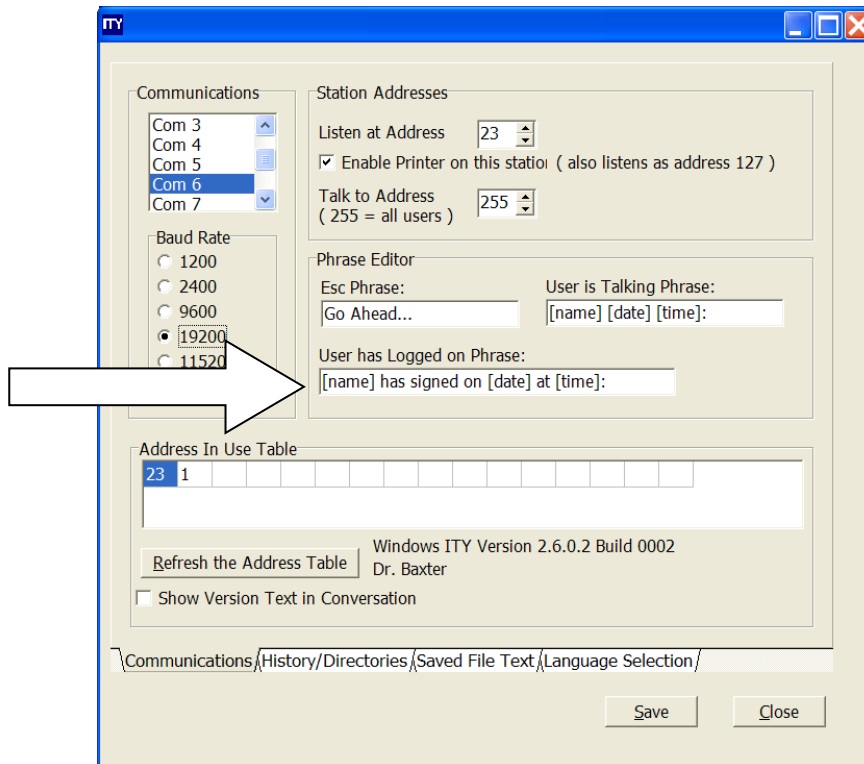 ITY
Communications
Com 3
Com 4
Com 5
Com 6
Com 7
Baud Rate
1200
2400
9600
19200
11520
Station Addresses
Listen at Address 23
Enable Printer on this station ( also listens as address 127 )
Talk to Address
( 255 = all users ) 255
Phrase Editor
Esc Phrase:
Go Ahead...
User is Talking Phrase:
[name] [date] [time]:
User has Logged on Phrase:
[name] has signed on [date] at [time]:
Address In Use Table
23 1
Refresh the Address Table
Windows ITY Version 2.6.0.2 Build 0002
Dr. Baxter
Show Version Text in Conversation
Communications History/Directories Saved File Text Language Selection
Save Close